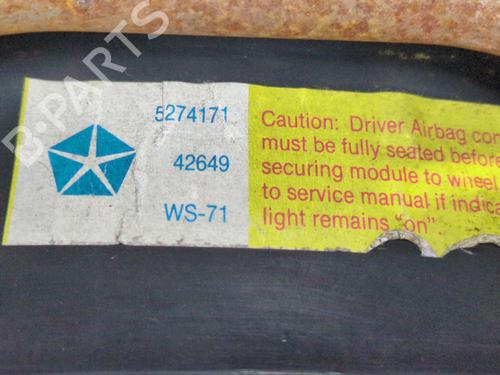 5274171
42649
WS-71
Caution: Driver Airbag con
must be fully seated before
securing module to wheel
to service manual if indica
light remains "on"
B-PARTS